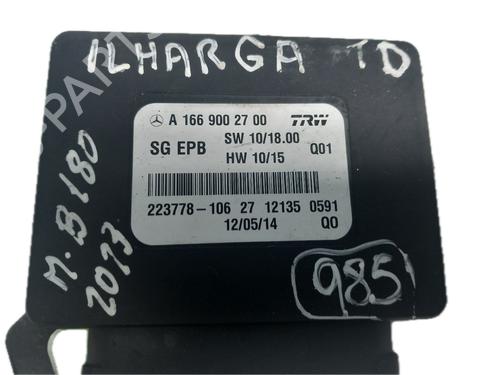 ILHARGA TD
A 166 900 27 00
TRW
SG EPB
SW 10/18.00
Q01
HW 10/15
223778-106 27 12135 0591
12/05/14
Q0
M.B 180
2013
985